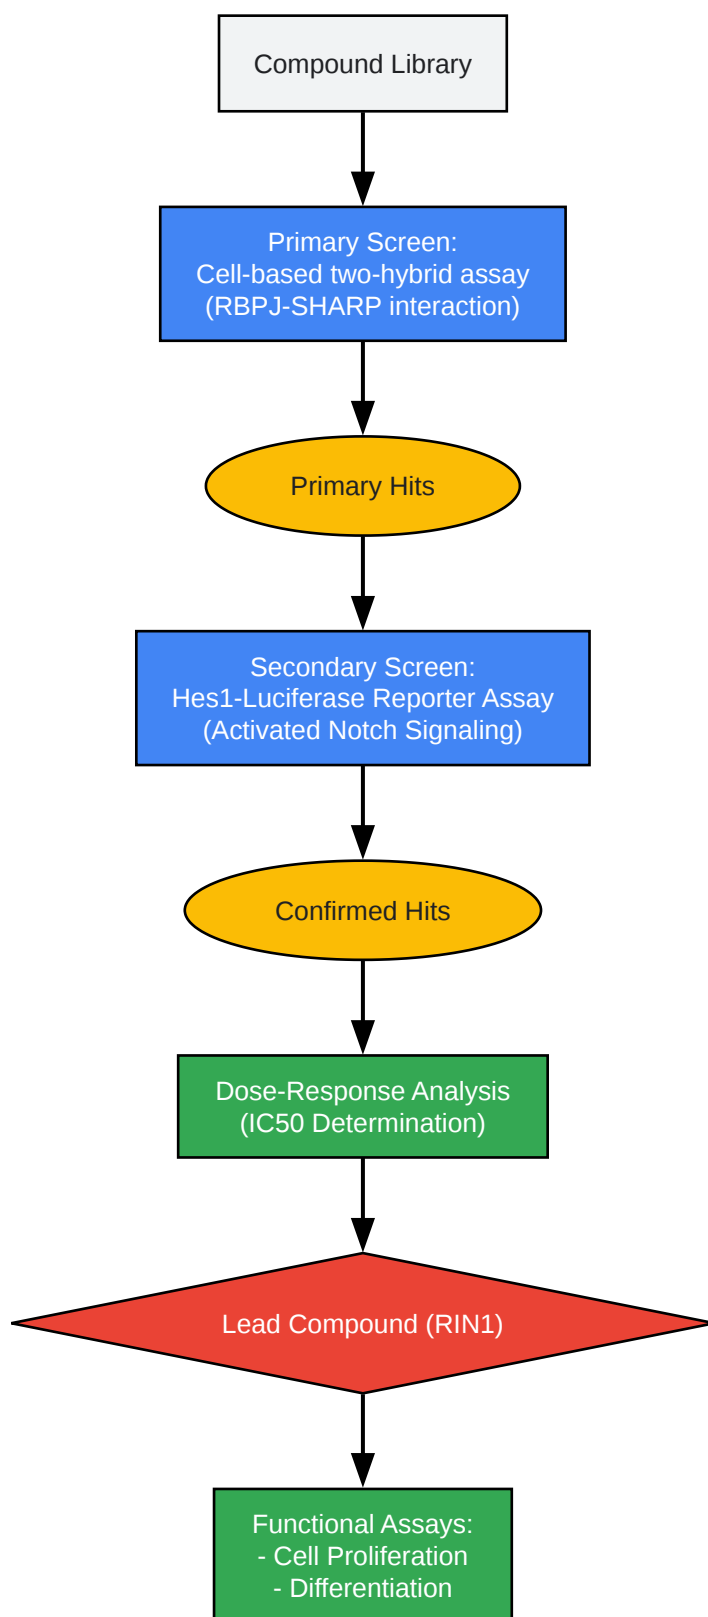 Compound Library
Primary Screen:
Cell-based two-hybrid assay
(RBPJ-SHARP interaction)
Primary Hits
Secondary Screen:
Hes1-Luciferase Reporter Assay
(Activated Notch Signaling)
Confirmed Hits
Dose-Response Analysis
(IC50 Determination)
Lead Compound (RIN1)
Functional Assays:
- Cell Proliferation
- Differentiation